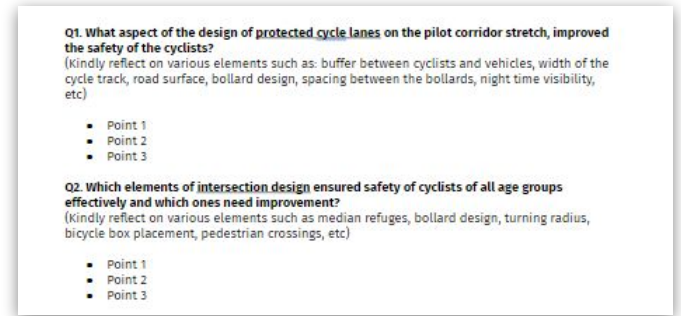 Q1. What aspect of the design of protected cycle lanes on the pilot corridor stretch, improved
the safety of the cyclists?
(Kindly reflect on various elements such as: buffer between cyclists and vehicles, width of the
cycle track, road surface, bollard design, spacing between the bollards, night time visibility,
etc)
• Point 1
• Point 2
• Point 3
Q2. Which elements of intersection design ensured safety of cyclists of all age groups
effectively and which ones need improvement?
(Kindly reflect on various elements such as median refuges, bollard design, turning radius,
bicycle box placement, pedestrian crossings, etc)
• Point 1
• Point 2
• Point 3